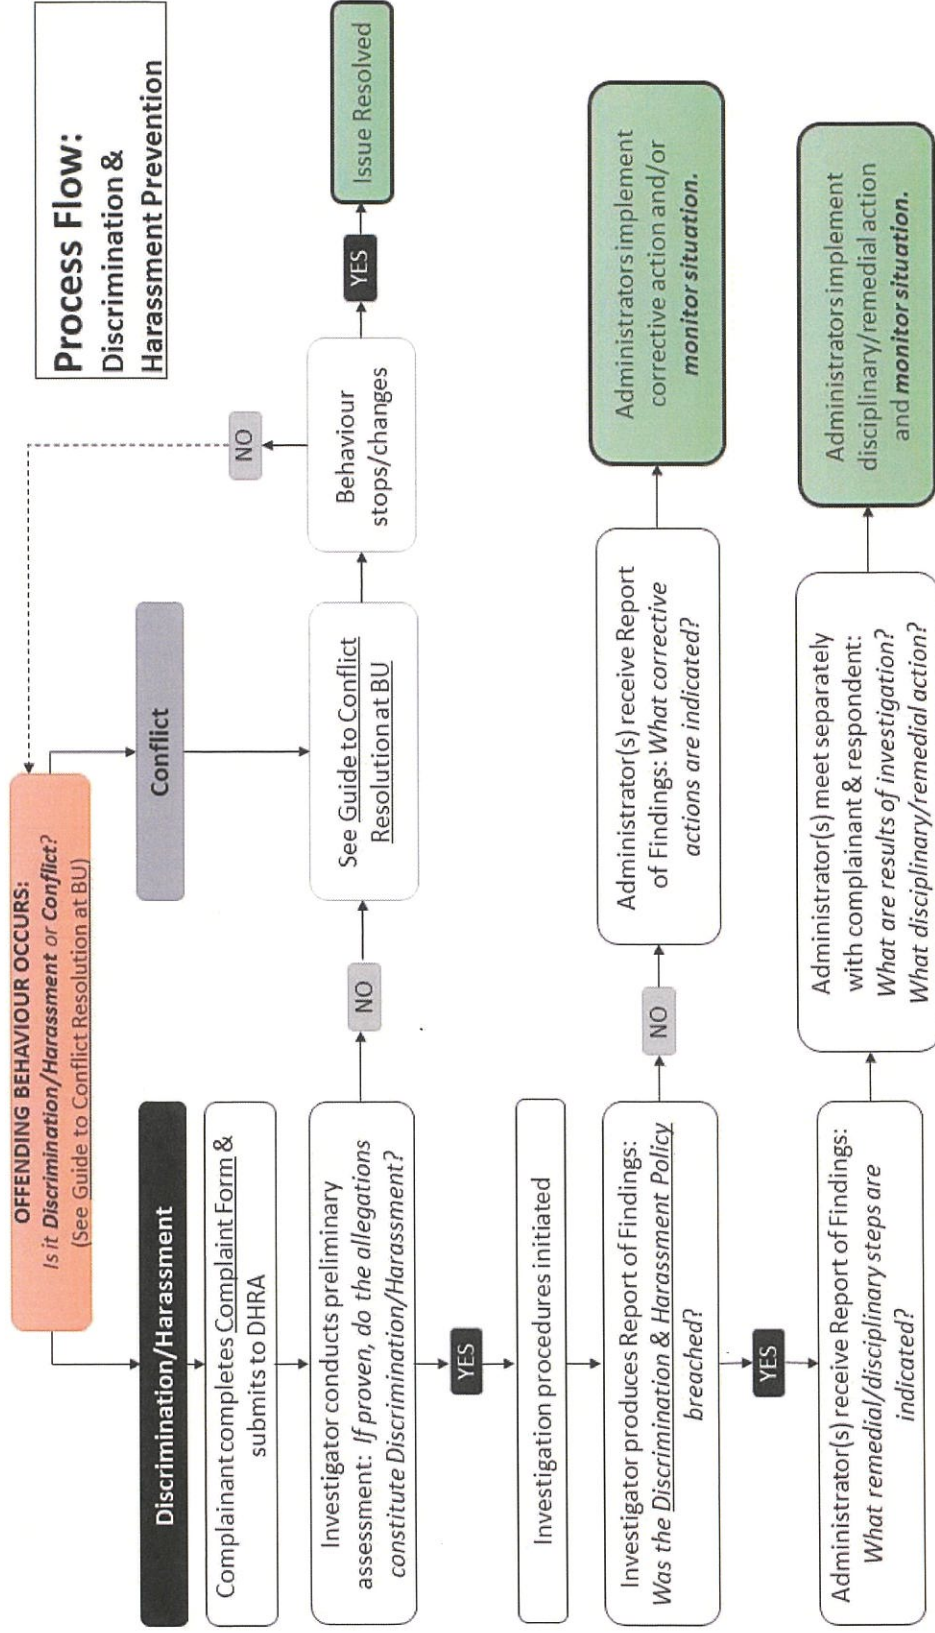 Process Flow:
Discrimination &
Harassment Prevention
OFFENDING BEHAVIOUR OCCURS:
Is it Discrimination/Harassment or Conflict?
(See Guide to Conflict Resolution at BU)
Discrimination/Harassment
Conflict
NO
Complainant completes Complaint Form &
submits to DHRA
Investigator conducts preliminary
assessment: If proven, do the allegations
constitute Discrimination/Harassment?
NO
See Guide to Conflict
Resolution at BU
Behaviour
stops/changes
YES
Issue Resolved
YES
Investigation procedures initiated
Investigator produces Report of Findings:
Was the Discrimination & Harassment Policy
breached?
NO
Administrator(s) receive Report
of Findings: What corrective
actions are indicated?
Administrators implement
corrective action and/or
monitor situation.
YES
Administrator(s) receive Report of Findings:
What remedial/disciplinary steps are
indicated?
Administrator(s) meet separately
with complainant & respondent:
What are results of investigation?
What disciplinary/remedial action?
Administrators implement
disciplinary/remedial action
and monitor situation.